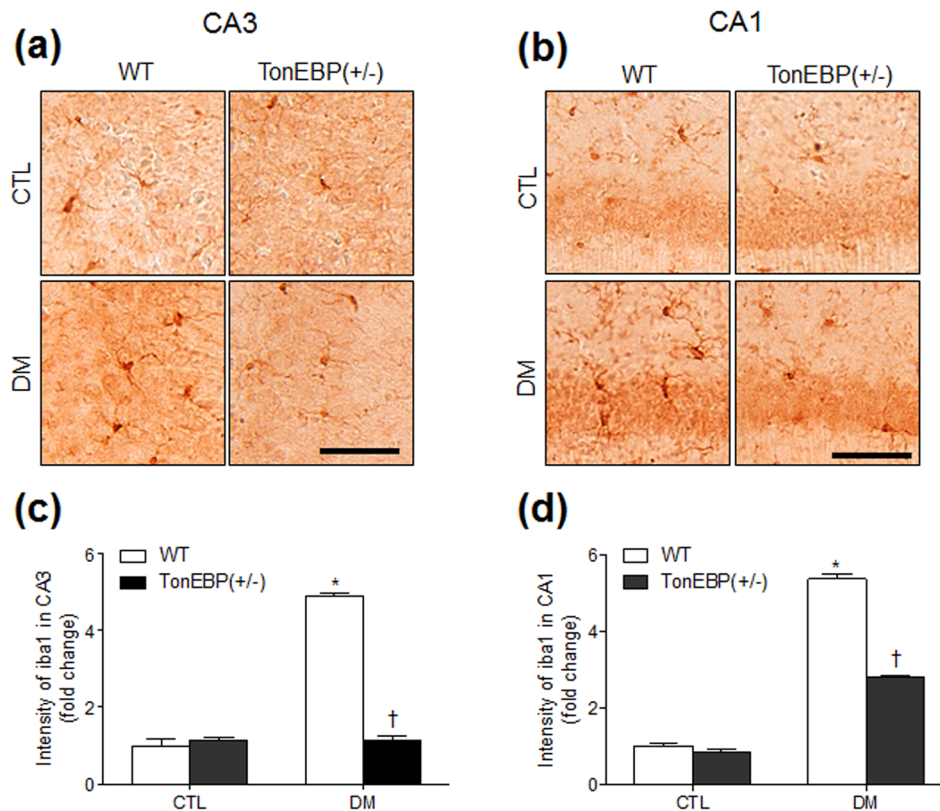 CA3
(a)
WT TonEBP(+/-)
CTL
DM
CA1
(b)
WT TonEBP(+/-)
CTL
DM
(c)
WT
TonEBP(+/-)
Intensity of iba1 in CA3
(fold change)
6
4
2
0
*
†
CTL DM
(d)
WT
TonEBP(+/-)
Intensity of iba1 in CA1
(fold change)
6
4
2
0
*
†
CTL DM